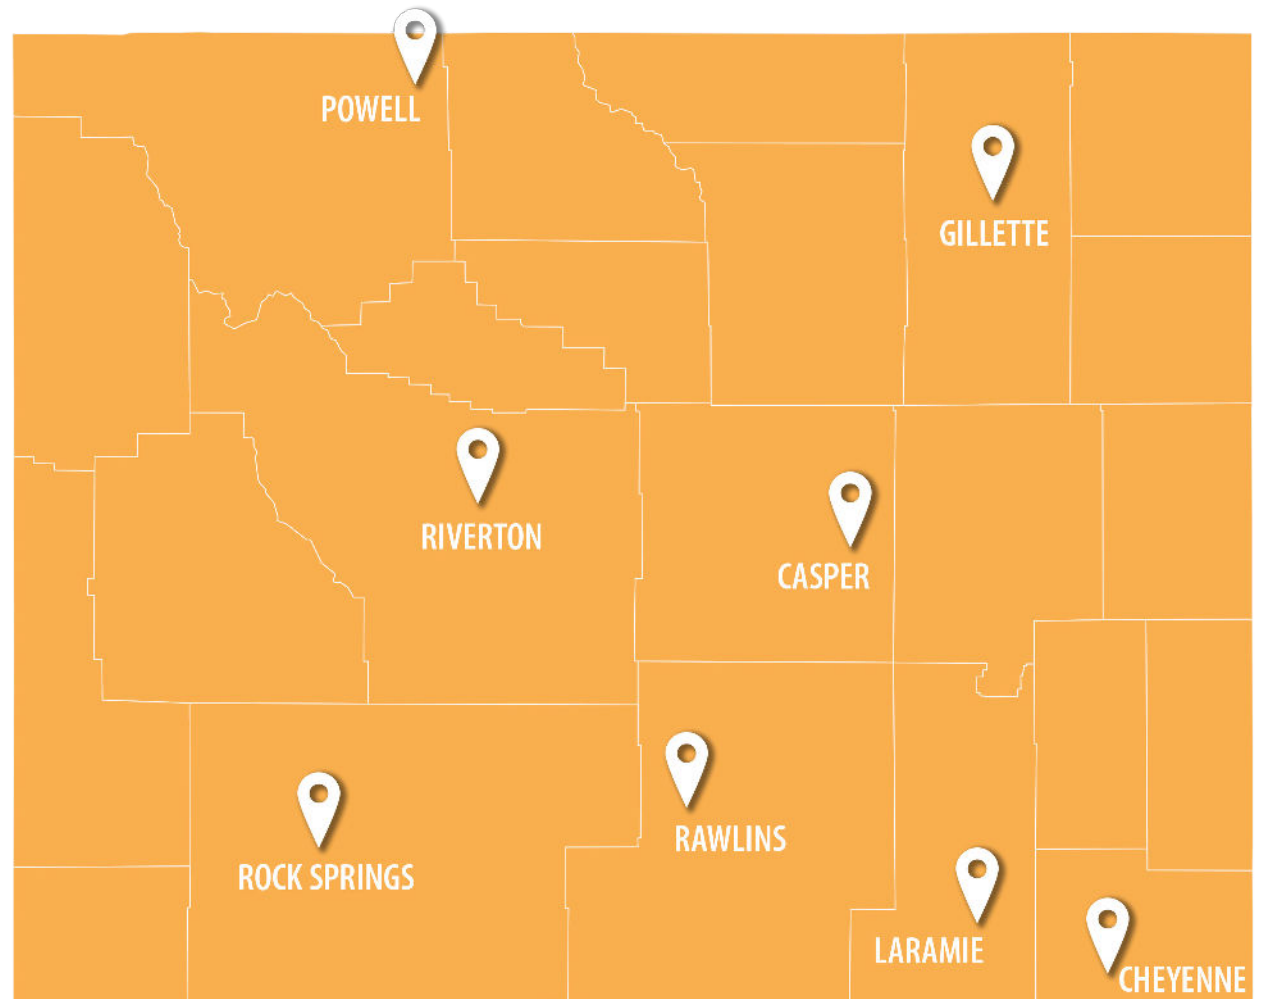 POWELL
GILLETTE
RIVERTON
CASPER
RAWLINS
ROCK SPRINGS
LARAMIE
CHEYENNE